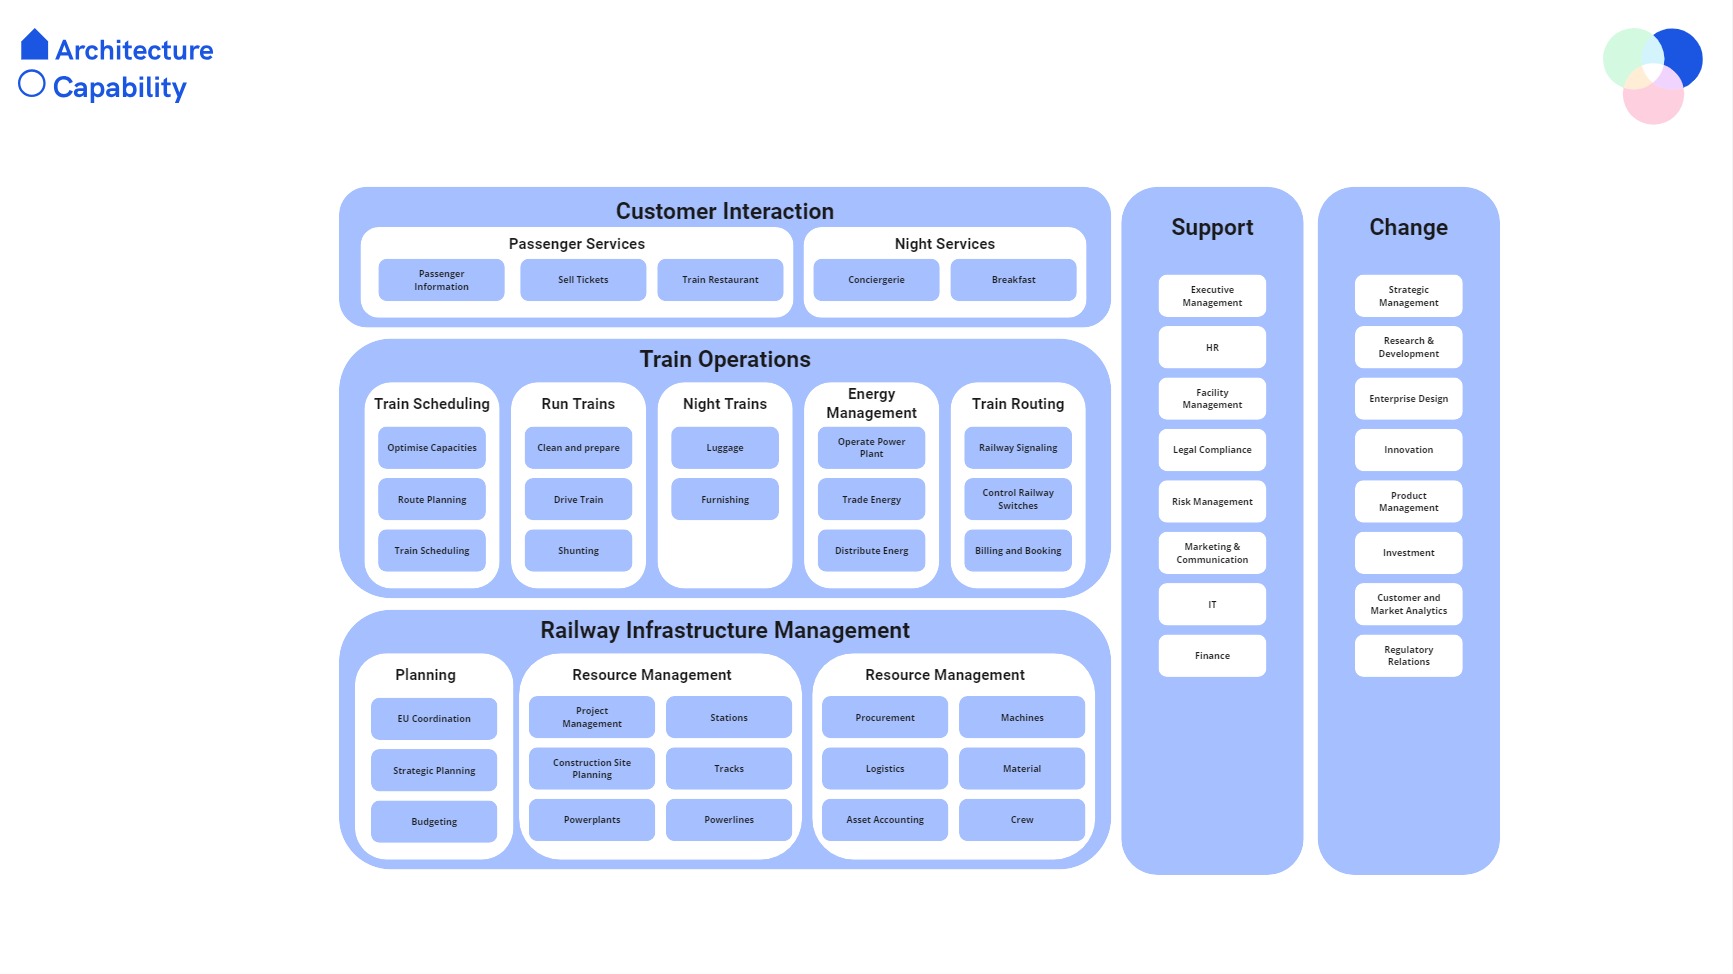 Architecture
Capability
Customer Interaction
Passenger Services
Passenger
Information
Sell Tickets
Train Restaurant
Night Services
Conciergerie
Breakfast
Train Operations
Train Scheduling
Optimise Capacities
Route Planning
Train Scheduling
Run Trains
Clean and prepare
Drive Train
Shunting
Night Trains
Luggage
Furnishing
Energy
Management
Operate Power
Plant
Trade Energy
Distribute Energ
Train Routing
Railway Signaling
Control Railway
Switches
Billing and Booking
Railway Infrastructure Management
Planning
EU Coordination
Strategic Planning
Budgeting
Resource Management
Project
Management
Stations
Construction Site
Planning
Tracks
Powerplants
Powerlines
Resource Management
Procurement
Machines
Logistics
Material
Asset Accounting
Crew
Support
Executive
Management
HR
Facility
Management
Legal Compliance
Risk Management
Marketing &
Communication
IT
Finance
Change
Strategic
Management
Research &
Development
Enterprise Design
Innovation
Product
Management
Investment
Customer and
Market Analytics
Regulatory
Relations